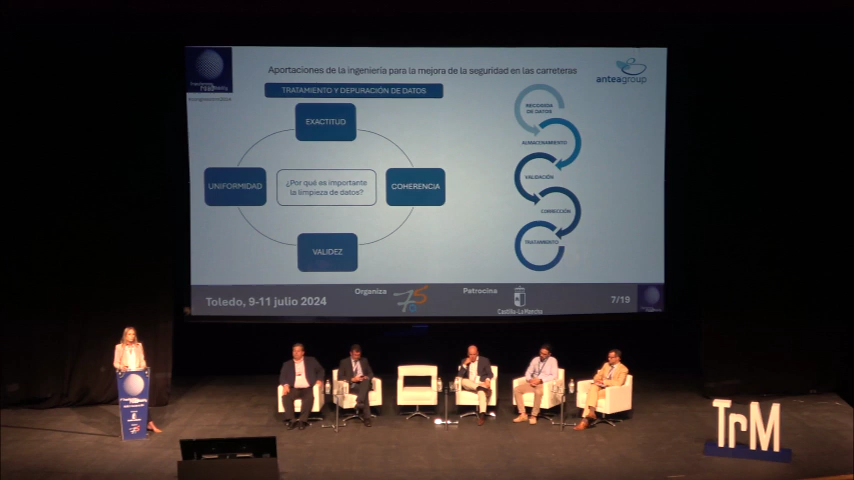 Aportaciones de la ingeniería para la mejora de la seguridad en las carreteras
anteagroup
TRATAMIENTO Y DEPURACIÓN DE DATOS
EXACTITUD
UNIFORMIDAD
¿Por qué es importante
la limpieza de datos?
COHERENCIA
VALIDEZ
RECOGIDA
DE DATOS
ALMACENAMIENTO
VALIDACIÓN
CORRECCIÓN
TRATAMIENTO
Toledo, 9-11 julio 2024
Organiza
75
Patrocina
Castilla-La Mancha
7/19
TrM